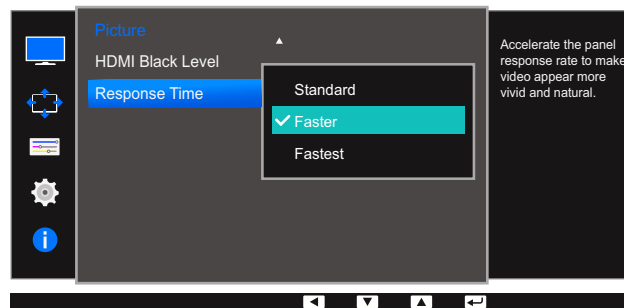 Picture
HDMI Black Level
Response Time
Standard
Faster
Fastest
Accelerate the panel
response rate to make
video appear more
vivid and natural.